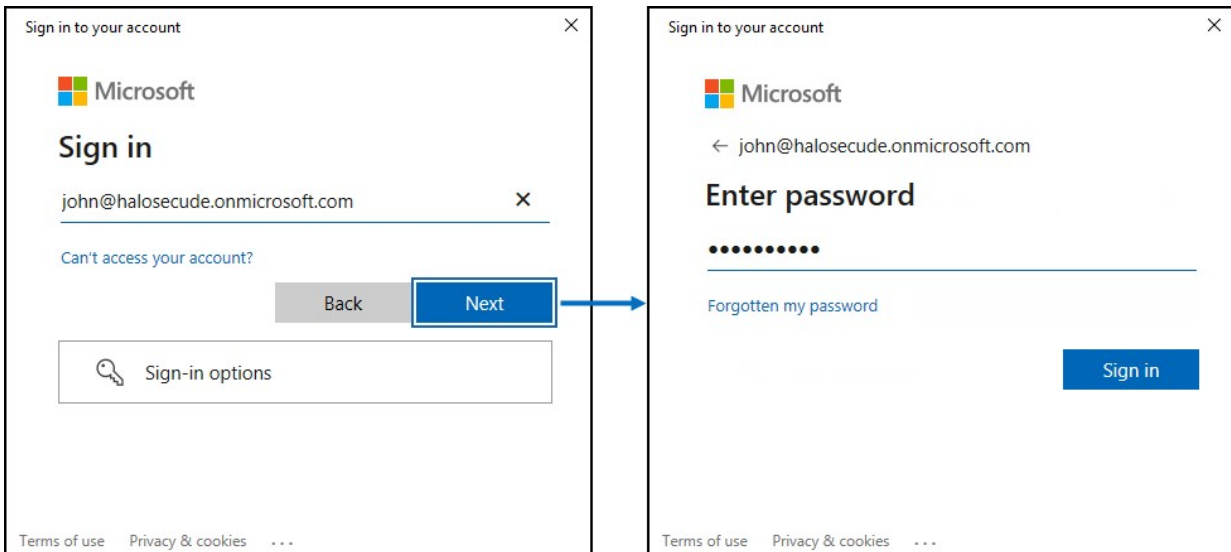 Sign in to your account
Microsoft
Sign in
john@halosecude.onmicrosoft.com
Can't access your account?
Back
Next
Sign-in options
Terms of use Privacy & cookies ...
Sign in to your account
Microsoft
john@halosecude.onmicrosoft.com
Enter password
••••••••••
Forgotten my password
Sign in
Terms of use Privacy & cookies ...